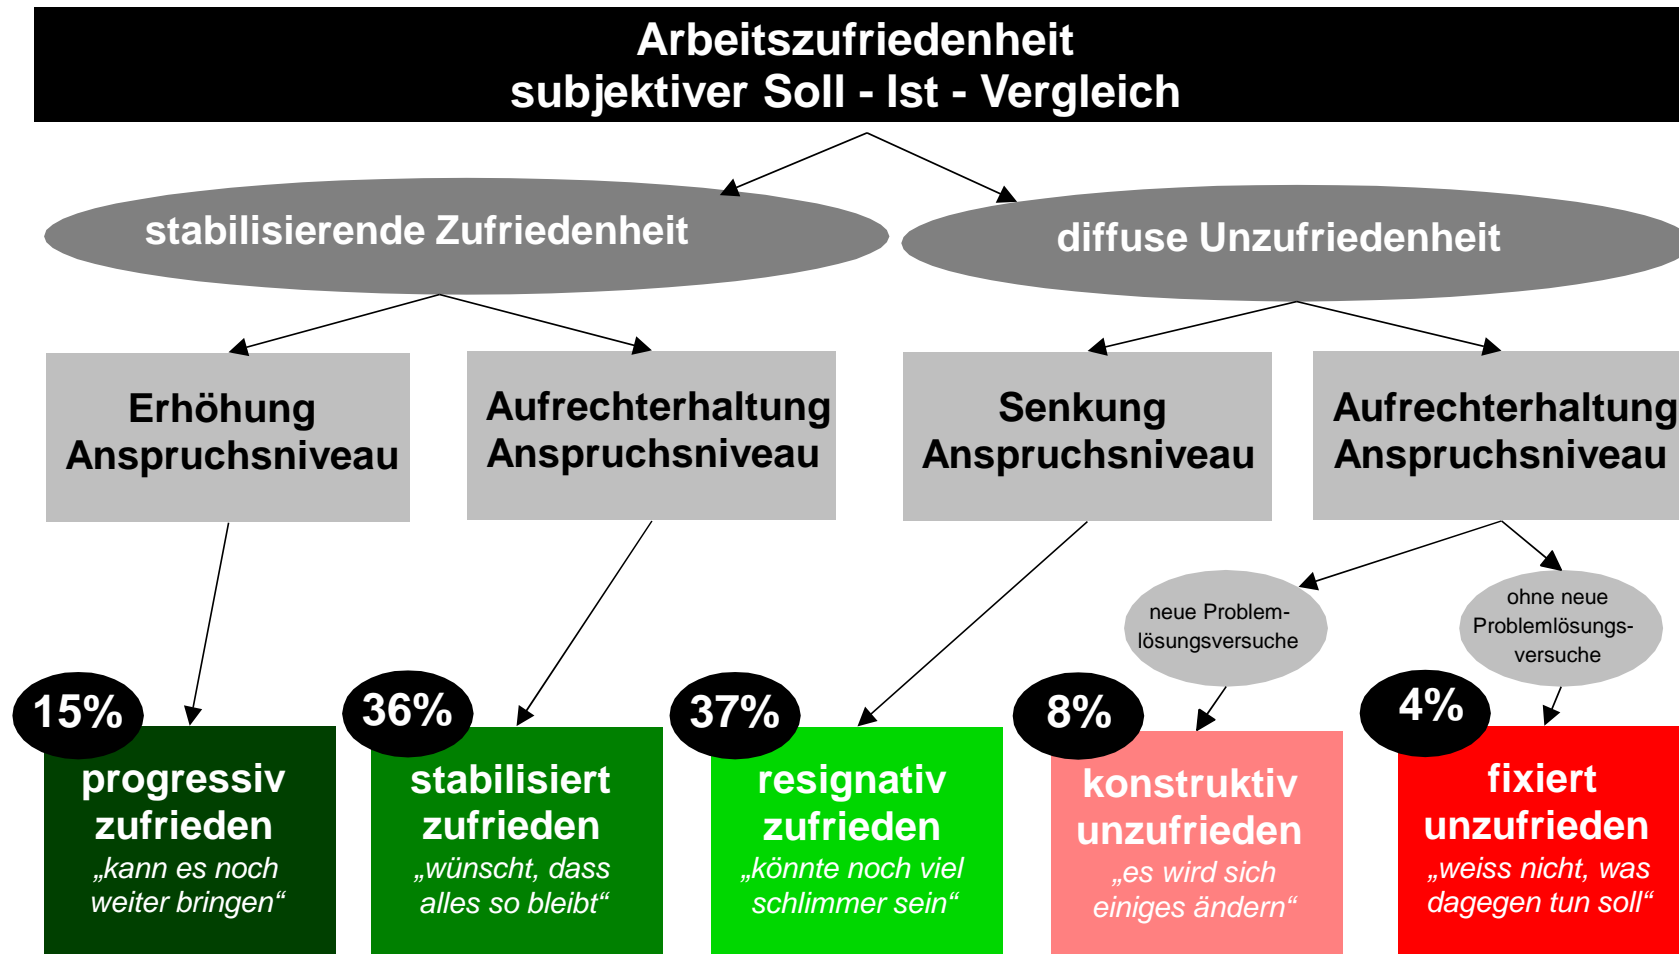 Arbeitszufriedenheit
subjektiver Soll - Ist - Vergleich
stabilisierende Zufriedenheit
diffuse Unzufriedenheit
Erhöhung
Anspruchsniveau
Aufrechterhaltung
Anspruchsniveau
Senkung
Anspruchsniveau
Aufrechterhaltung
Anspruchsniveau
neue Problem-
lösungsversuche
ohne neue
Problemlösungs-
versuche
15%
progressiv
zufrieden
„kann es noch
weiter bringen“
36%
stabilisiert
zufrieden
„wünscht, dass
alles so bleibt“
37%
resignativ
zufrieden
„könnte noch viel
schlimmer sein“
8%
konstruktiv
unzufrieden
„es wird sich
einiges ändern“
4%
fixiert
unzufrieden
„weiss nicht, was
dagegen tun soll“